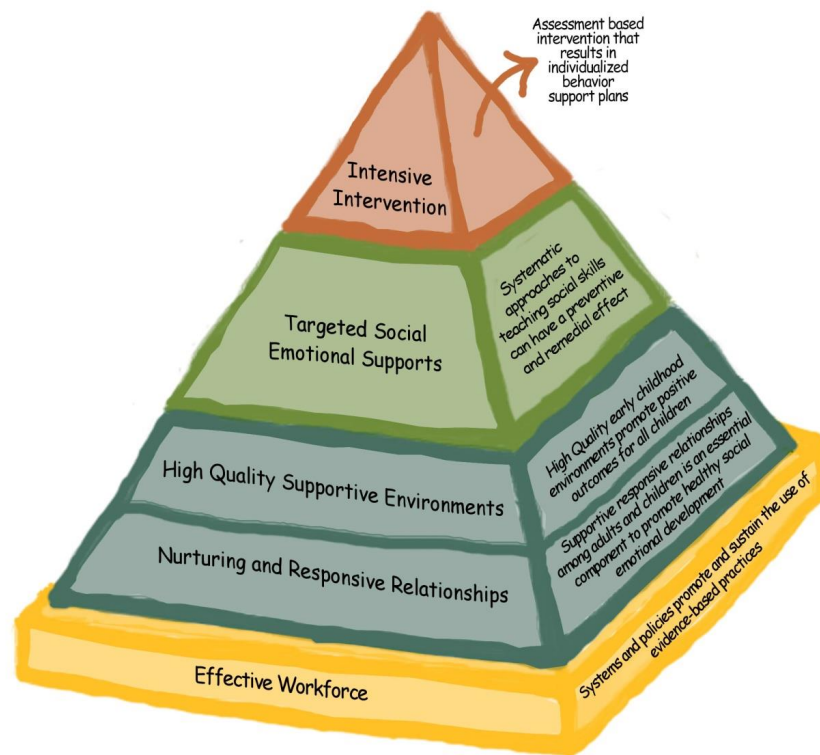 Assessment based
intervention that
results in
individualized
behavior
support plans
Intensive
Intervention
Targeted Social
Emotional Supports
Systematic
approaches to
teaching social skills
can have a preventive
and remedial effect
High Quality Supportive Environments
High Quality early childhood
environments promote positive
outcomes for all children
Nurturing and Responsive Relationships
Supportive responsive relationships
among adults and children is an essential
component to promote healthy social
emotional development
Effective Workforce
Systems and policies promote and sustain the use of
evidence-based practices